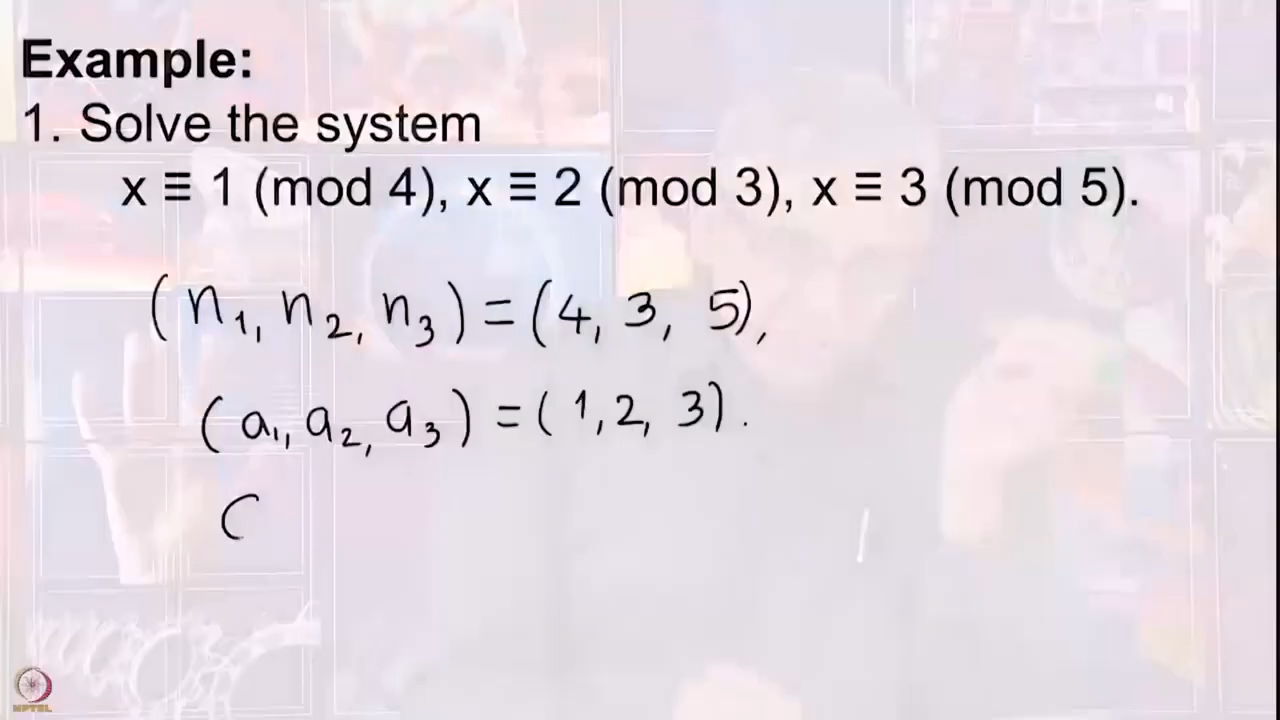 Example:
1. Solve the system
x ≡ 1 (mod 4), x ≡ 2 (mod 3), x ≡ 3 (mod 5).
(n₁, n₂, n₃) = (4, 3, 5),
(a₁, a₂, a₃) = (1, 2, 3).
(
NPTEL